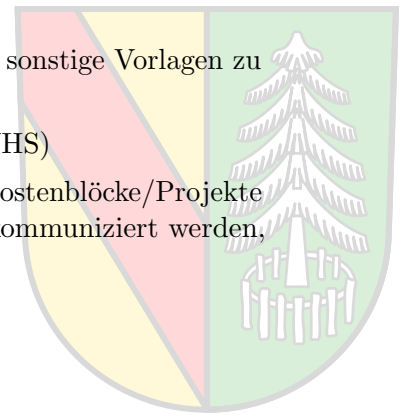 sonstige Vorlagen zu
HS)
ostenblöcke/Projekte
ommuniziert werden,